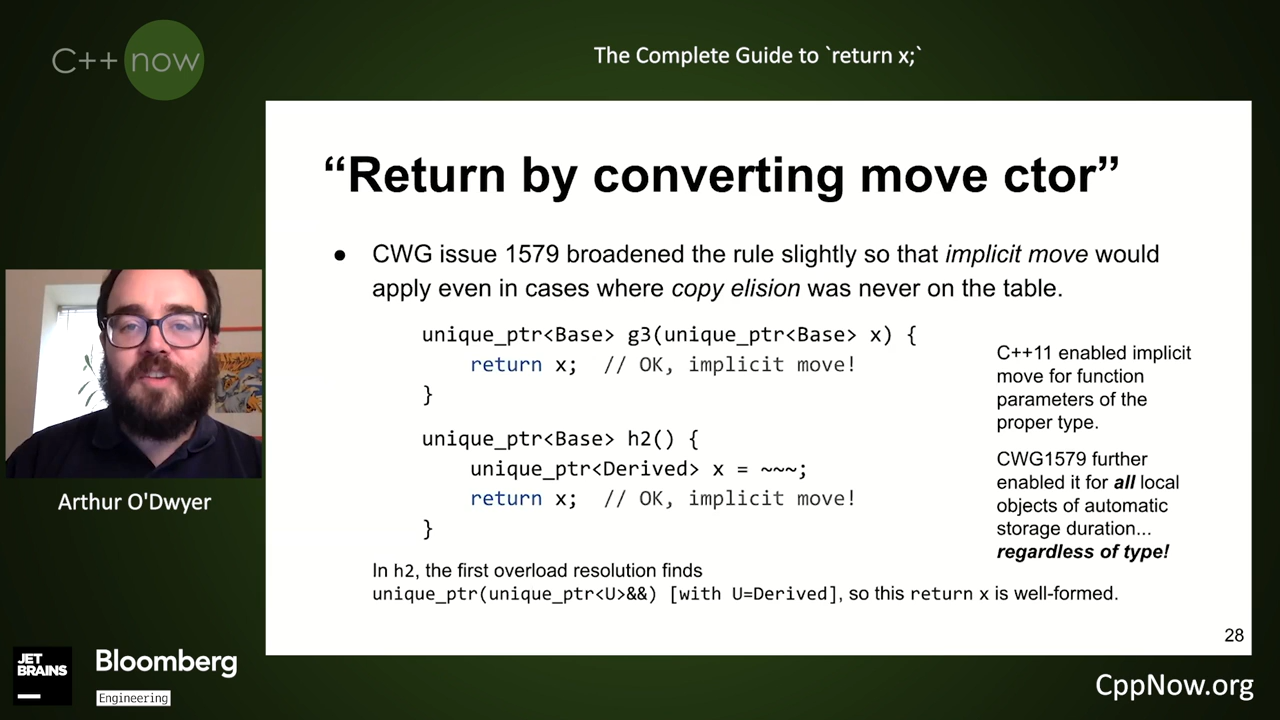 C++ now
The Complete Guide to `return x;`
“Return by converting move ctor”
● CWG issue 1579 broadened the rule slightly so that implicit move would
apply even in cases where copy elision was never on the table.
unique_ptr<Base> g3(unique_ptr<Base> x) {
return x; // OK, implicit move!
}
unique_ptr<Base> h2() {
unique_ptr<Derived> x = ~~~;
return x; // OK, implicit move!
}
C++11 enabled implicit
move for function
parameters of the
proper type.
CWG1579 further
enabled it for all local
objects of automatic
storage duration...
regardless of type!
In h2, the first overload resolution finds
unique_ptr(unique_ptr<U>&&) [with U=Derived], so this return x is well-formed.
28
Arthur O'Dwyer
JET
BRAINS
Bloomberg
Engineering
CppNow.org